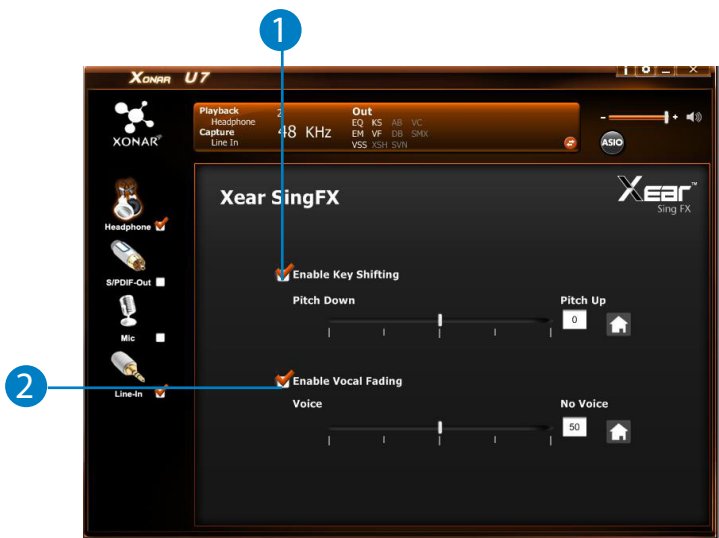 1
XONAR U7
Playback 2 Out
Headphone EQ KS AB VC
Capture 48 KHz EM VF DB SMX
Line In VSS XSH SVN
XONAR®
ASIO
Xear SingFX
Xear™
Sing FX
Headphone
S/PDIF-Out
Mic
Line-In
Enable Key Shifting
Pitch Down Pitch Up
0
2
Enable Vocal Fading
Voice No Voice
50